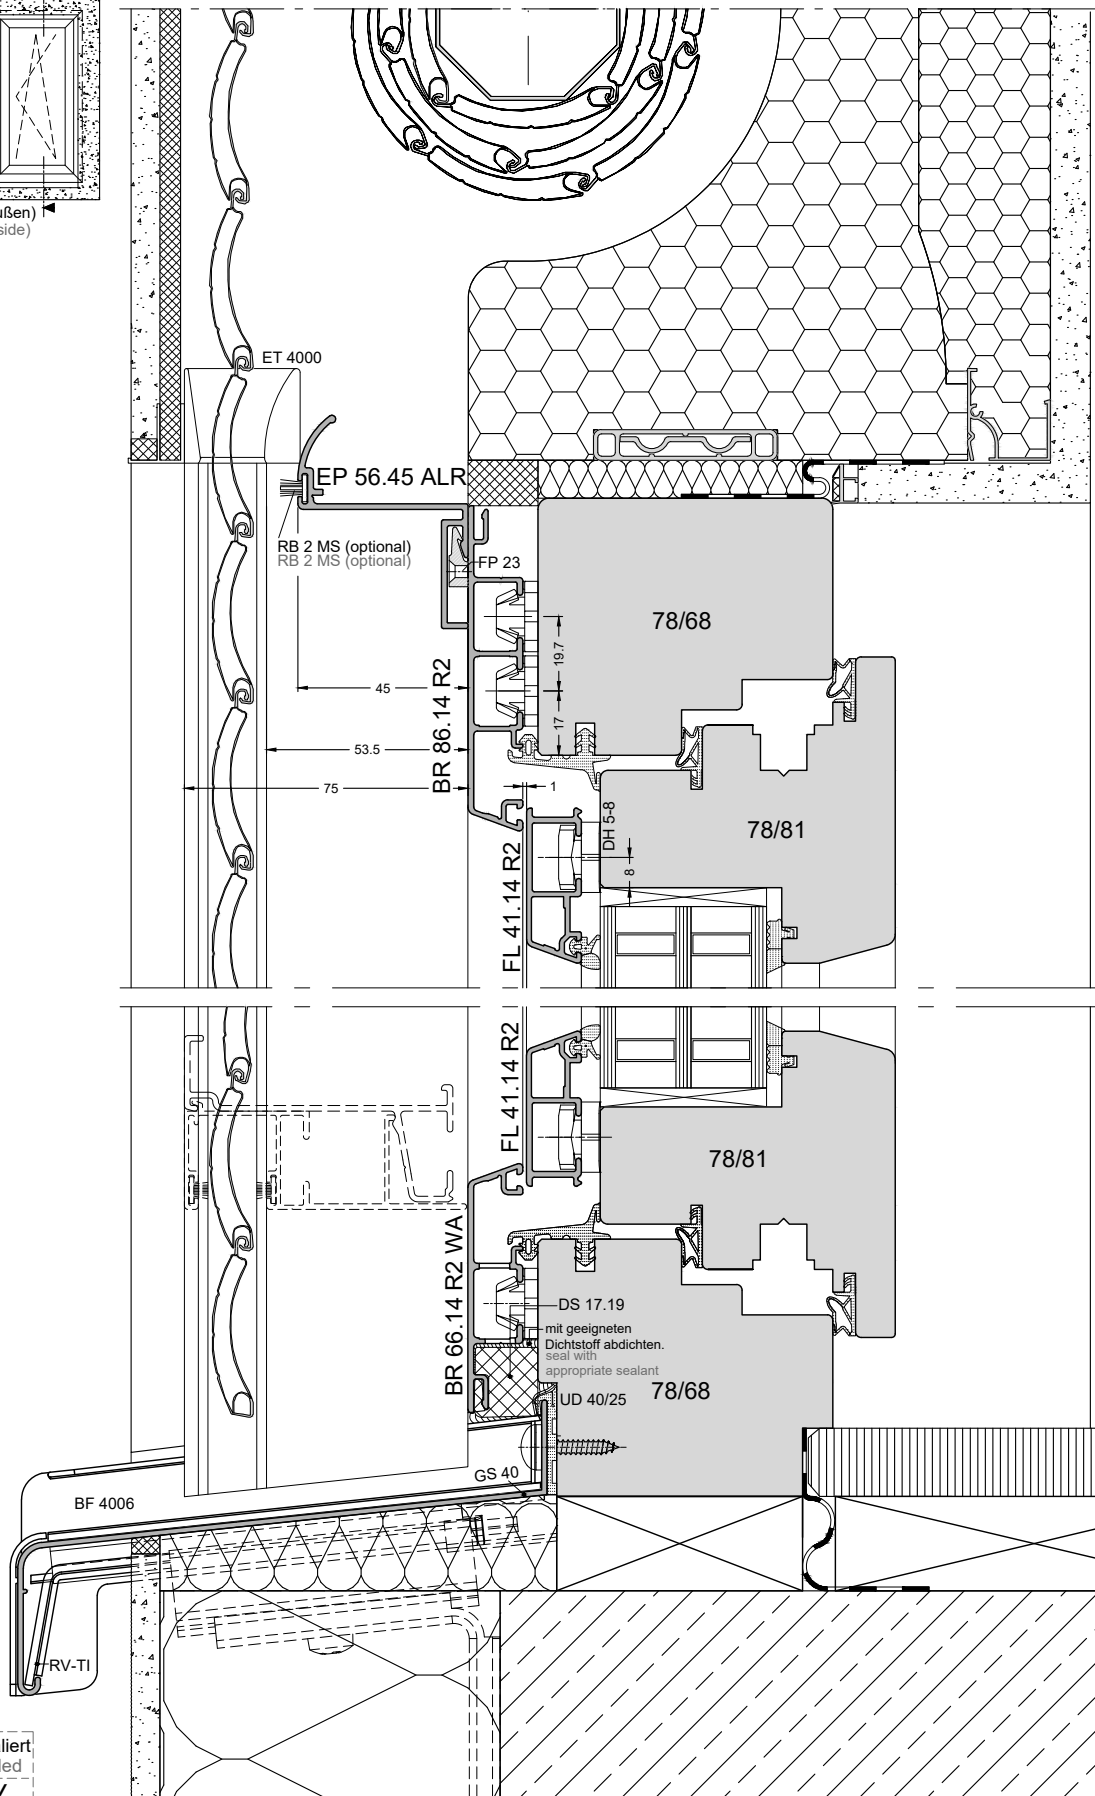 ußen)
side)
ET 4000
EP 56.45 ALR
RB 2 MS (optional)
RB 2 MS (optional)
FP 23
78/68
19.7
45
BR 86.14 R2
17
53.5
75
1
DH 5-8
78/81
8
FL 41.14 R2
FL 41.14 R2
78/81
BR 66.14 R2 WA
DS 17.19
mit geeigneten
Dichtstoff abdichten.
seal with
appropriate sealant
78/68
UD 40/25
GS 40
BF 4006
RV-TI
liert
led